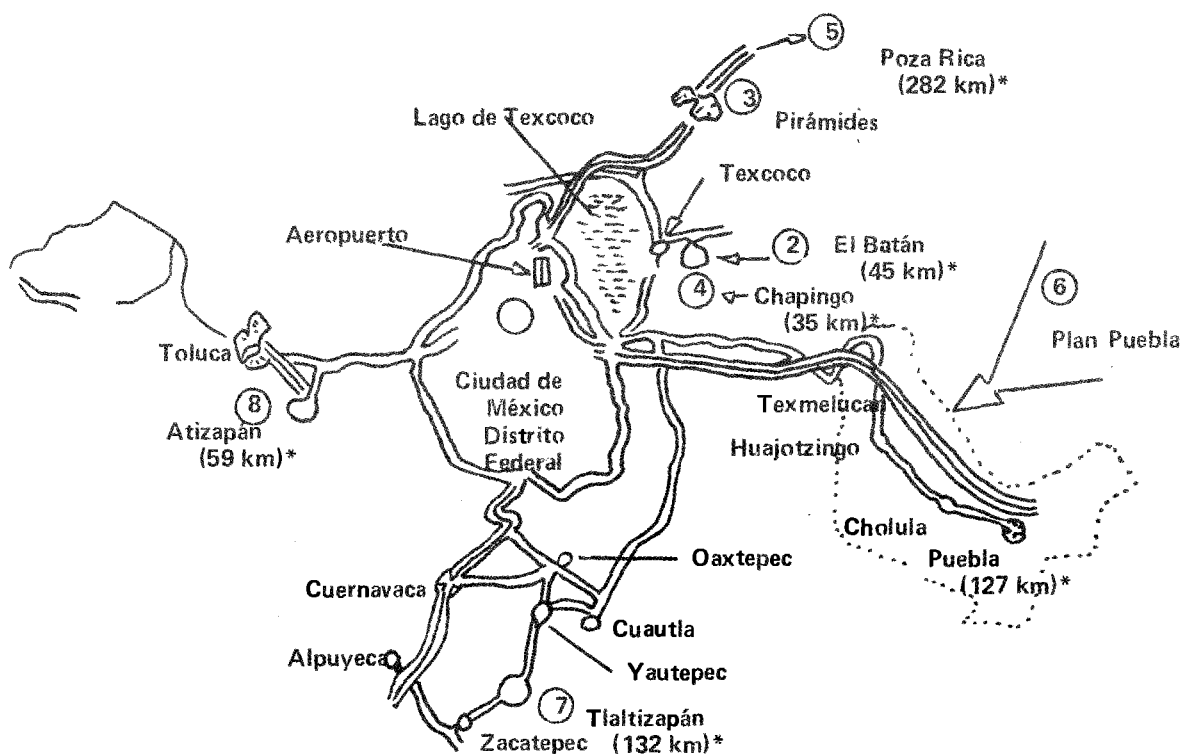 5
Poza Rica
(282 km)*
3
Lago de Texcoco
Pirámides
Texcoco
Aeropuerto
2
El Batán
(45 km)*
6
4
Chapingo
(35 km)*
Plan Puebla
Toluca
Ciudad de
México
Distrito
Federal
8
Texmelucan
Atizapán
(59 km)*
Huajotzingo
Cholula
Puebla
(127 km)*
Oaxtepec
Cuernavaca
Cuautla
Alpuyeca
Yautepec
7
Tlaltizapán
(132 km)*
Zacatepec